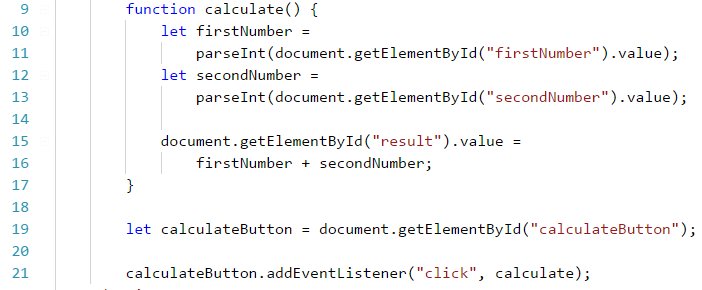 9 function calculate() {
10 let firstNumber =
11 parseInt(document.getElementById("firstNumber").value);
12 let secondNumber =
13 parseInt(document.getElementById("secondNumber").value);
14
15 document.getElementById("result").value =
16 firstNumber + secondNumber;
17 }
18
19 let calculateButton = document.getElementById("calculateButton");
20
21 calculateButton.addEventListener("click", calculate);